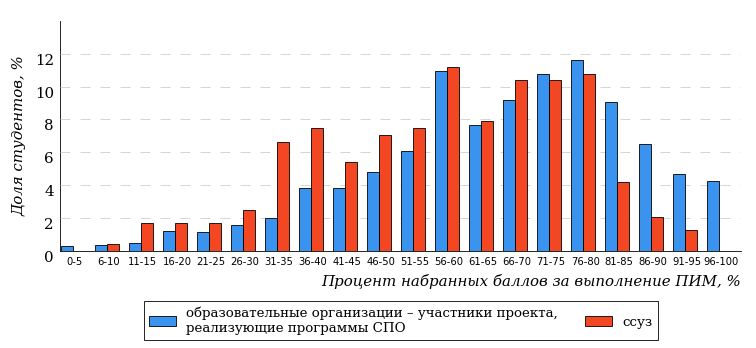 Доля студентов, %
12
10
8
6
4
2
0
0-5 6-10 11-15 16-20 21-25 26-30 31-35 36-40 41-45 46-50 51-55 56-60 61-65 66-70 71-75 76-80 81-85 86-90 91-95 96-100
Процент набранных баллов за выполнение ПИМ, %
образовательные организации – участники проекта,
реализующие программы СПО
ссуз